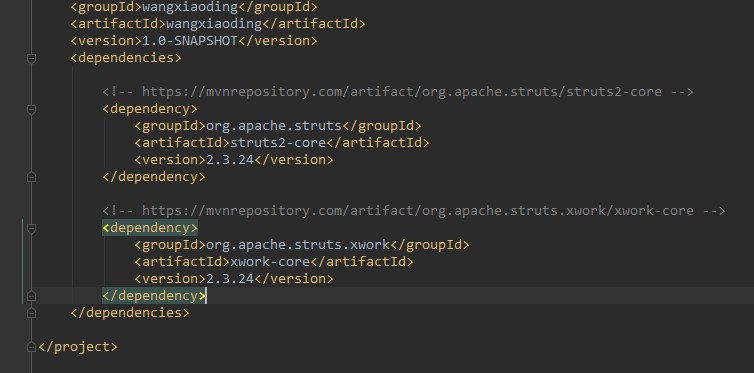 <groupId>wangxiaoding</groupId>
<artifactId>wangxiaoding</artifactId>
<version>1.0-SNAPSHOT</version>
<dependencies>
<!-- https://mvnrepository.com/artifact/org.apache.struts/struts2-core -->
<dependency>
<groupId>org.apache.struts</groupId>
<artifactId>struts2-core</artifactId>
<version>2.3.24</version>
</dependency>
<!-- https://mvnrepository.com/artifact/org.apache.struts.xwork/xwork-core -->
<dependency>
<groupId>org.apache.struts.xwork</groupId>
<artifactId>xwork-core</artifactId>
<version>2.3.24</version>
</dependency>
</dependencies>
</project>